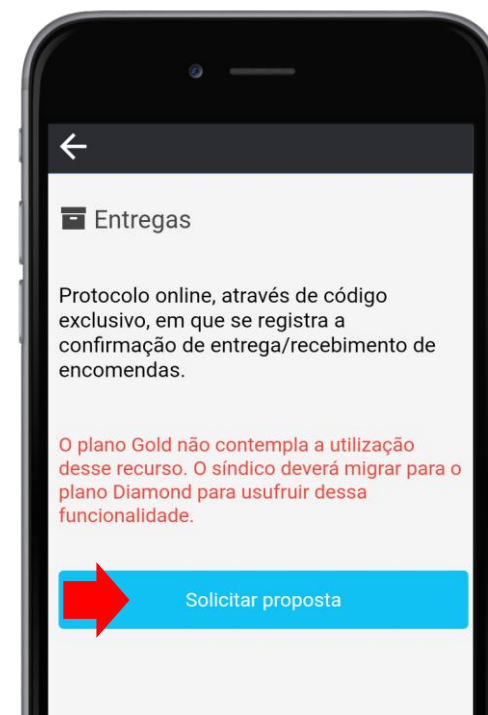 Entregas
Protocolo online, através de código
exclusivo, em que se registra a
confirmação de entrega/recebimento de
encomendas.
O plano Gold não contempla a utilização
desse recurso. O síndico deverá migrar para o
plano Diamond para usufruir dessa
funcionalidade.
Solicitar proposta